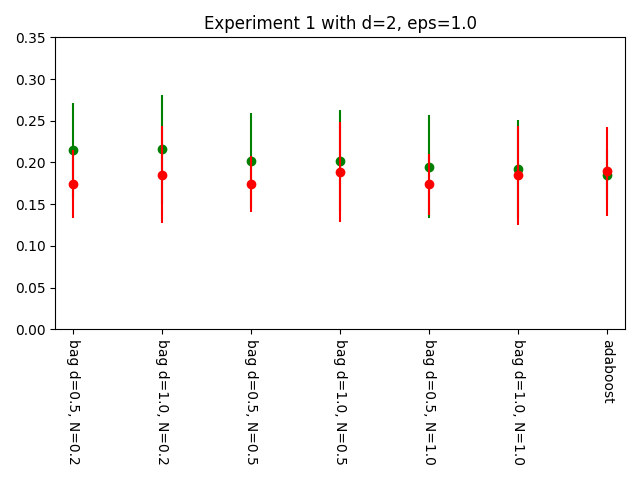 Experiment 1 with d=2, eps=1.0
0.35
0.30
0.25
0.20
0.15
0.10
0.05
0.00
bag d=0.5, N=0.2
bag d=1.0, N=0.2
bag d=0.5, N=0.5
bag d=1.0, N=0.5
bag d=0.5, N=1.0
bag d=1.0, N=1.0
adaboost